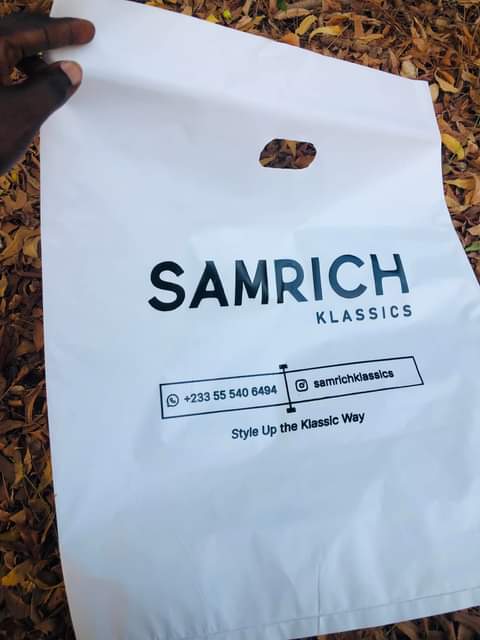 SAMRICH
KLASSICS
+233 55 540 6494 samrichklassics
Style Up the Klassic Way